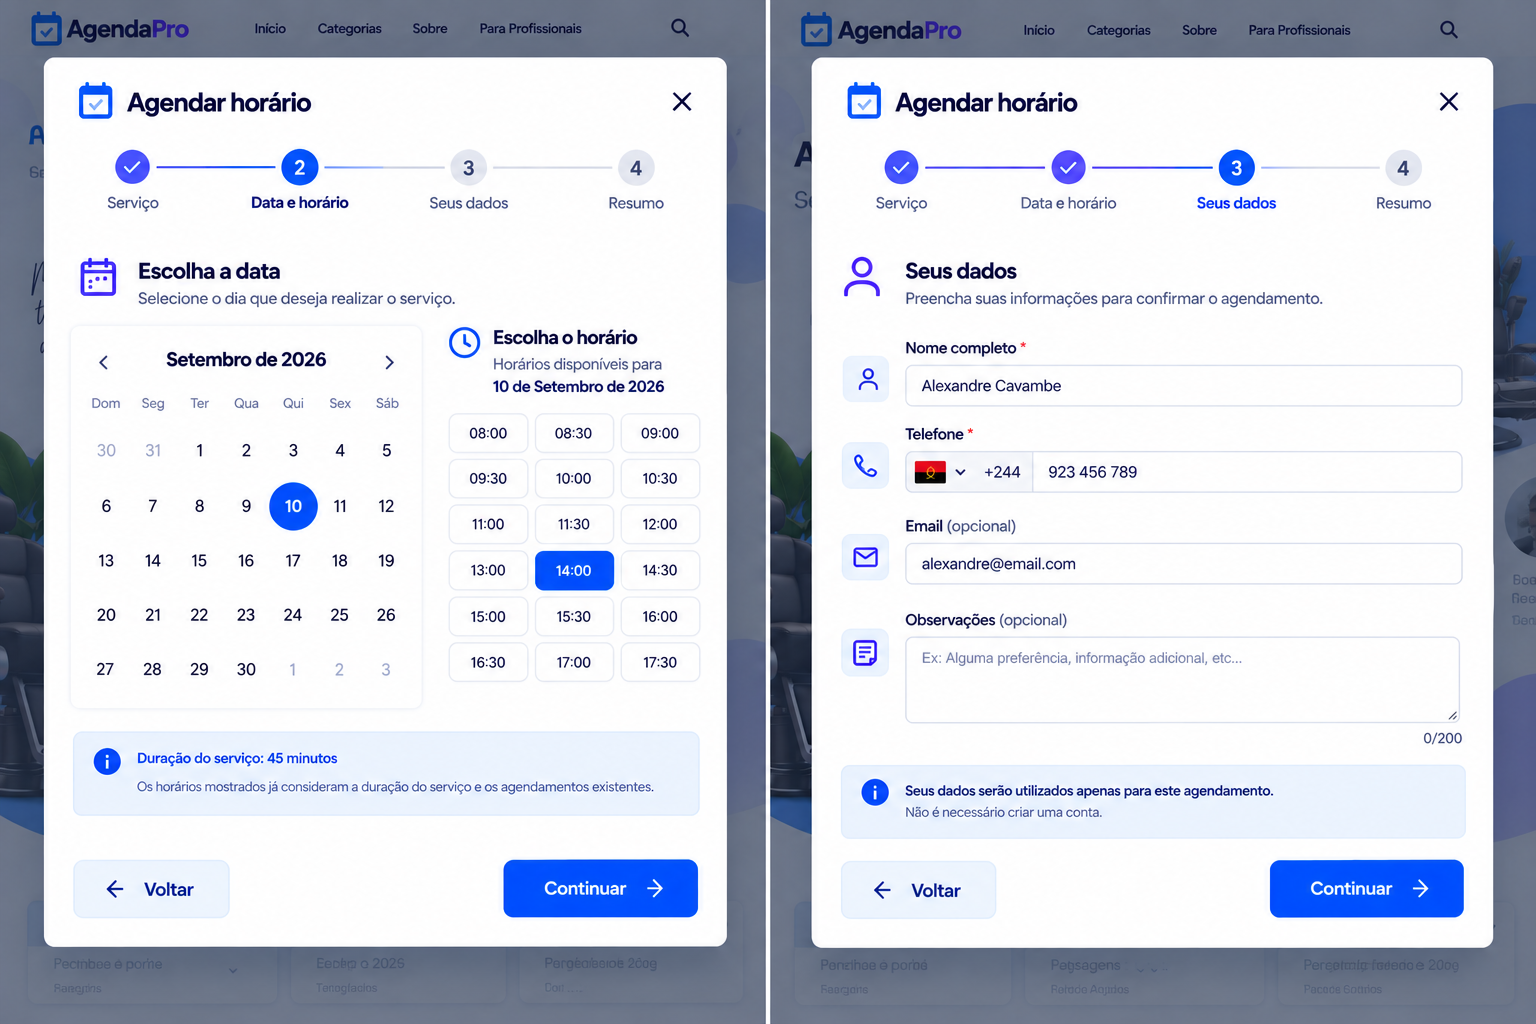 AgendaPro
Início Categorias Sobre Para Profissionais
Agendar horário
2 3 4
Serviço Data e horário Seus dados Resumo
Escolha a data
Selecione o dia que deseja realizar o serviço.
Setembro de 2026
Dom Seg Ter Qua Qui Sex Sáb
30 31 1 2 3 4 5
6 7 8 9 10 11 12
13 14 15 16 17 18 19
20 21 22 23 24 25 26
27 28 29 30 1 2 3
Escolha o horário
Horários disponíveis para
10 de Setembro de 2026
08:00 08:30 09:00
09:30 10:00 10:30
11:00 11:30 12:00
13:00 14:00 14:30
15:00 15:30 16:00
16:30 17:00 17:30
Duração do serviço: 45 minutos
Os horários mostrados já consideram a duração do serviço e os agendamentos existentes.
Voltar Continuar
AgendaPro
Início Categorias Sobre Para Profissionais
Agendar horário
3 4
Serviço Data e horário Seus dados Resumo
Seus dados
Preencha suas informações para confirmar o agendamento.
Nome completo *
Alexandre Cavambe
Telefone *
+244 923 456 789
Email (opcional)
alexandre@email.com
Observações (opcional)
Ex: Alguma preferência, informação adicional, etc...
0/200
Seus dados serão utilizados apenas para este agendamento.
Não é necessário criar uma conta.
Voltar Continuar